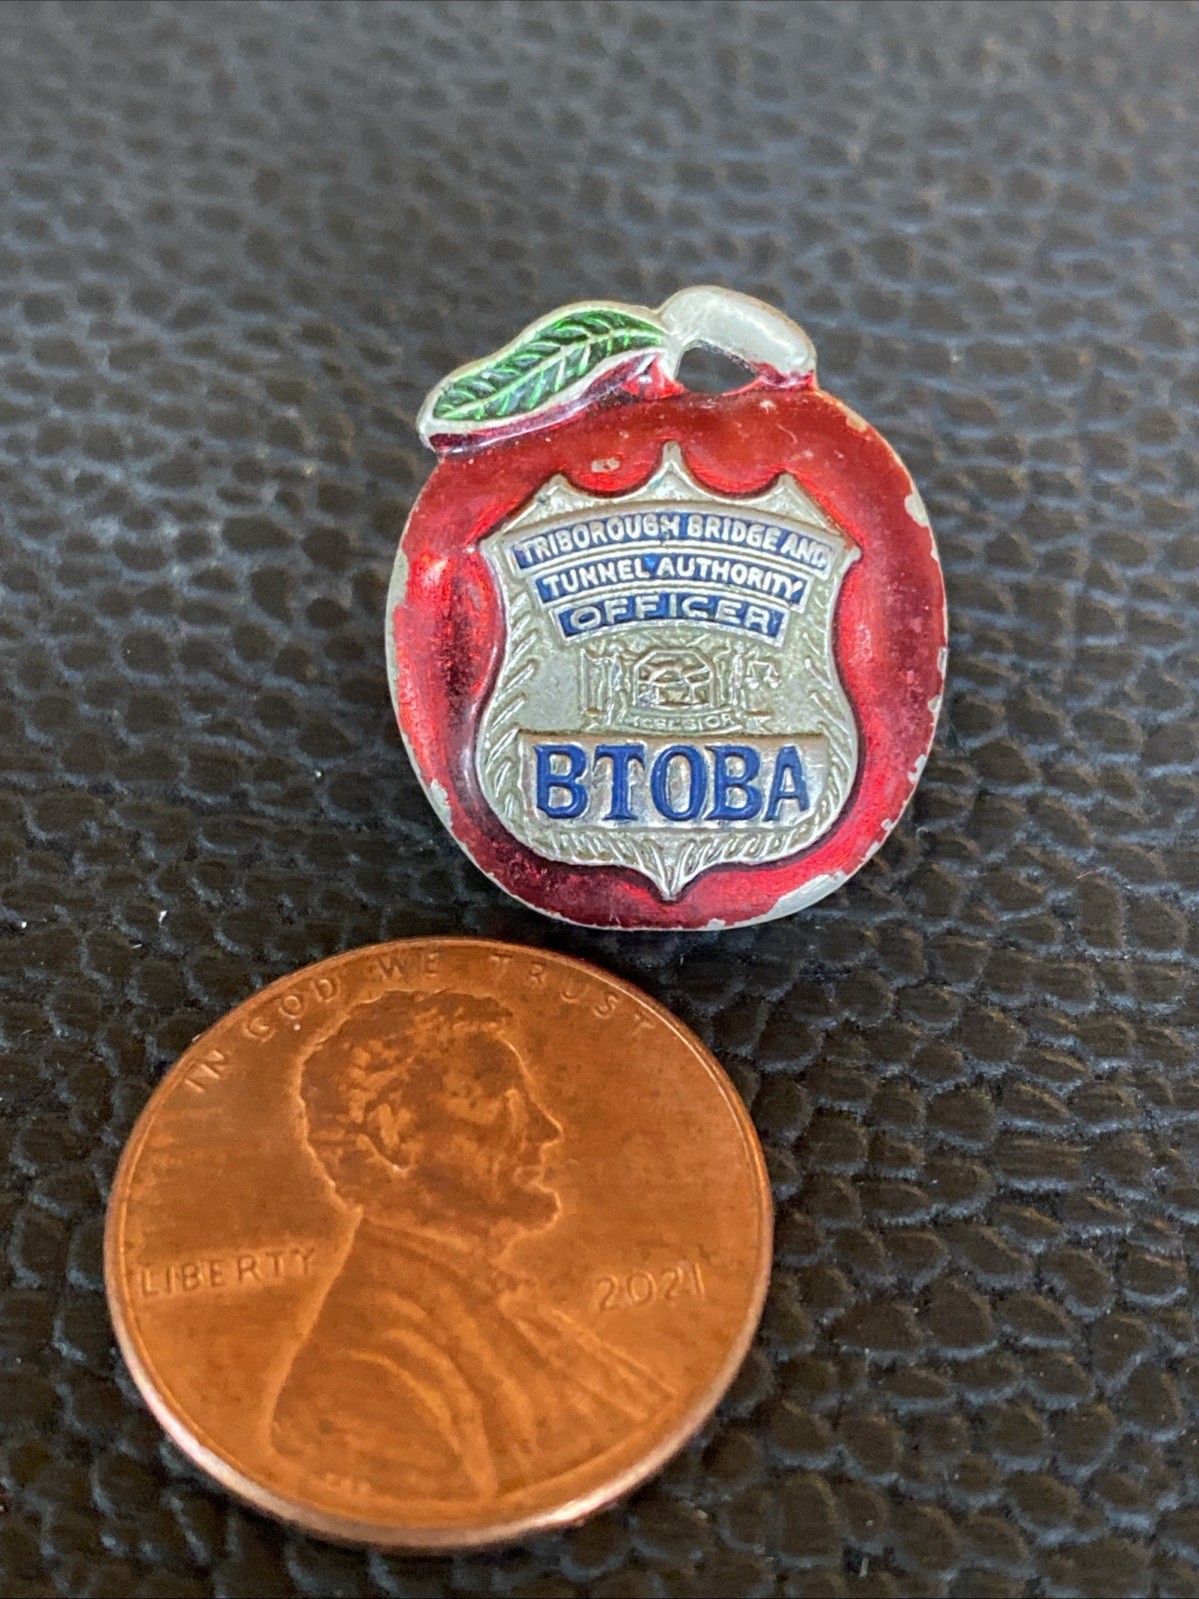 TRIBOROUGH BRIDGE AND
TUNNEL AUTHORITY
OFFICER
EXCELSIOR
BTOBA
IN GOD WE TRUST
LIBERTY
2021